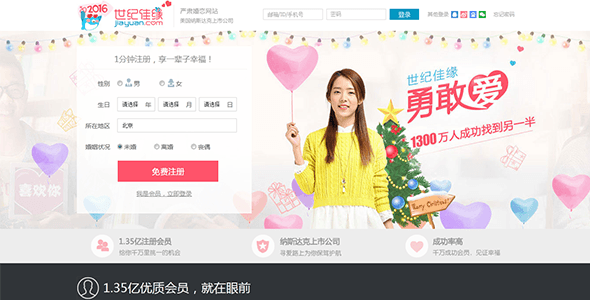 2016
世纪佳缘
jiayuan.com
严肃婚恋网站
美国纳斯达克上市公司
邮箱/ID/手机号 密码 登录 其他登录 忘记密码
1分钟注册，享一辈子幸福！
性别 男 女
生日 请选择 年 请选择 月 请选择 日
所在地区 北京
婚姻状况 未婚 离婚 丧偶
免费注册
我是会员，立即登录
喜欢你
世纪佳缘
勇敢爱
1300万人成功找到另一半
Merry Christmas
1.35亿注册会员
给你千万里挑一的机会
纳斯达克上市公司
寻爱路上为你保驾护航
成功率高
千万成功会员，见证幸福
1.35亿优质会员，就在眼前